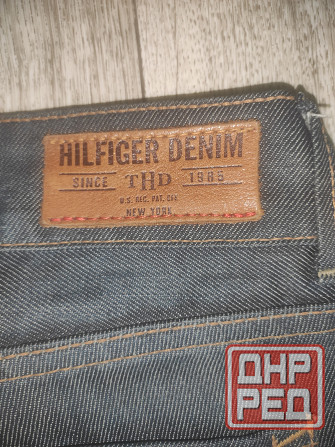 HILFIGER DENIM
SINCE THD 1985
U.S. REG. PAT. OFF.
NEW YORK
ДНР
РЕД